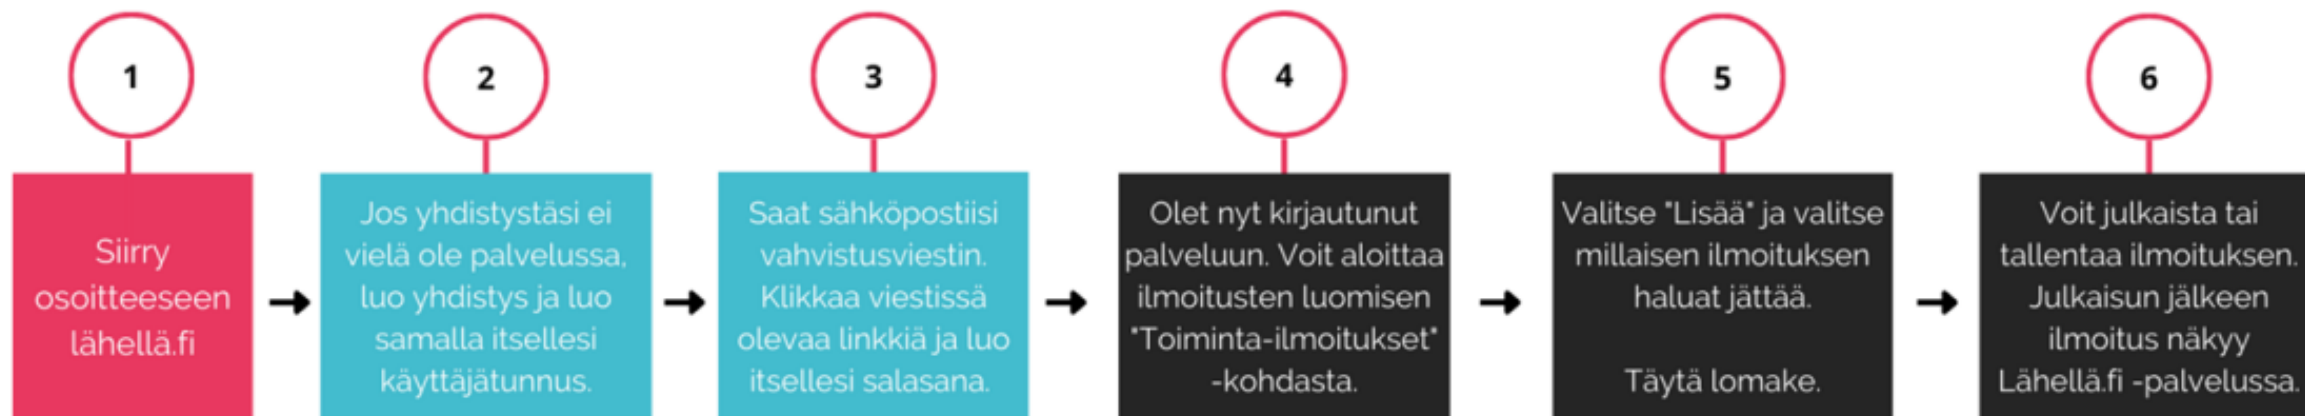 1
Siirry
osoitteeseen
lähellä.fi
2
Jos yhdistystäsi ei
vielä ole palvelussa,
luo yhdistys ja luo
samalla itsellesi
käyttäjätunnus.
3
Saat sähköpostiisi
vahvistusviestin.
Klikkaa viestissä
olevaa linkkiä ja luo
itsellesi salasana.
4
Olet nyt kirjautunut
palveluun. Voit aloittaa
ilmoitusten luomisen
"Toiminta-ilmoitukset"
-kohdasta.
5
Valitse "Lisää" ja valitse
millaisen ilmoituksen
haluat jättää.
Täytä lomake.
6
Voit julkaista tai
tallentaa ilmoituksen.
Julkaisun jälkeen
ilmoitus näkyy
Lähellä.fi -palvelussa.